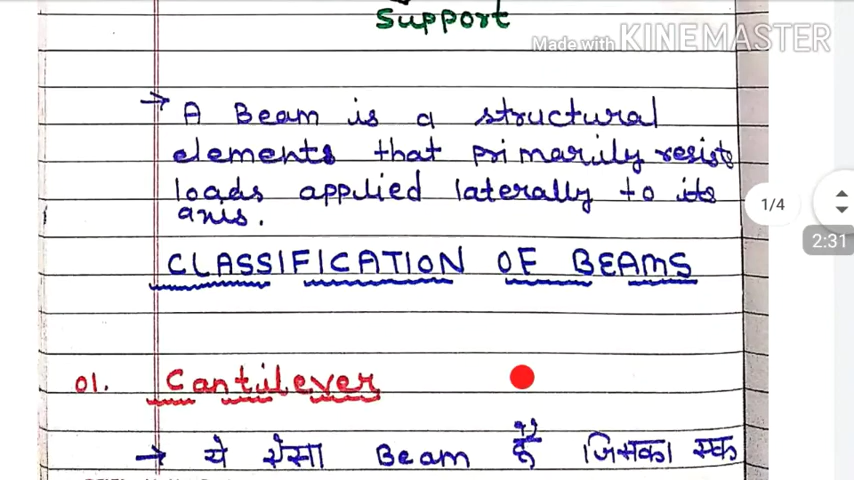 Support
Made with KINEMASTER
→ A Beam is a structural
elements that primarily resists
loads applied laterally to its
axis.
1/4
2:31
CLASSIFICATION OF BEAMS
01. Cantilever
→ ये ऐसा Beam हैं जिसका एक